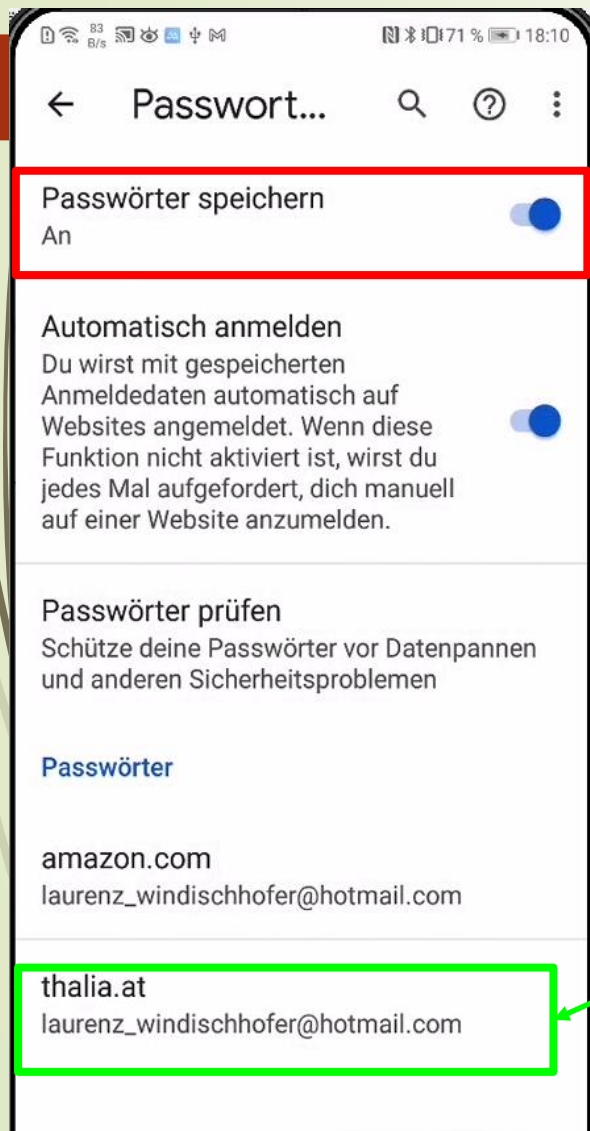 83
B/s
71 % 18:10
Passwort...
Passwörter speichern
An
Automatisch anmelden
Du wirst mit gespeicherten
Anmeldedaten automatisch auf
Websites angemeldet. Wenn diese
Funktion nicht aktiviert ist, wirst du
jedes Mal aufgefordert, dich manuell
auf einer Website anzumelden.
Passwörter prüfen
Schütze deine Passwörter vor Datenpannen
und anderen Sicherheitsproblemen
Passwörter
amazon.com
laurenz_windischhofer@hotmail.com
thalia.at
laurenz_windischhofer@hotmail.com